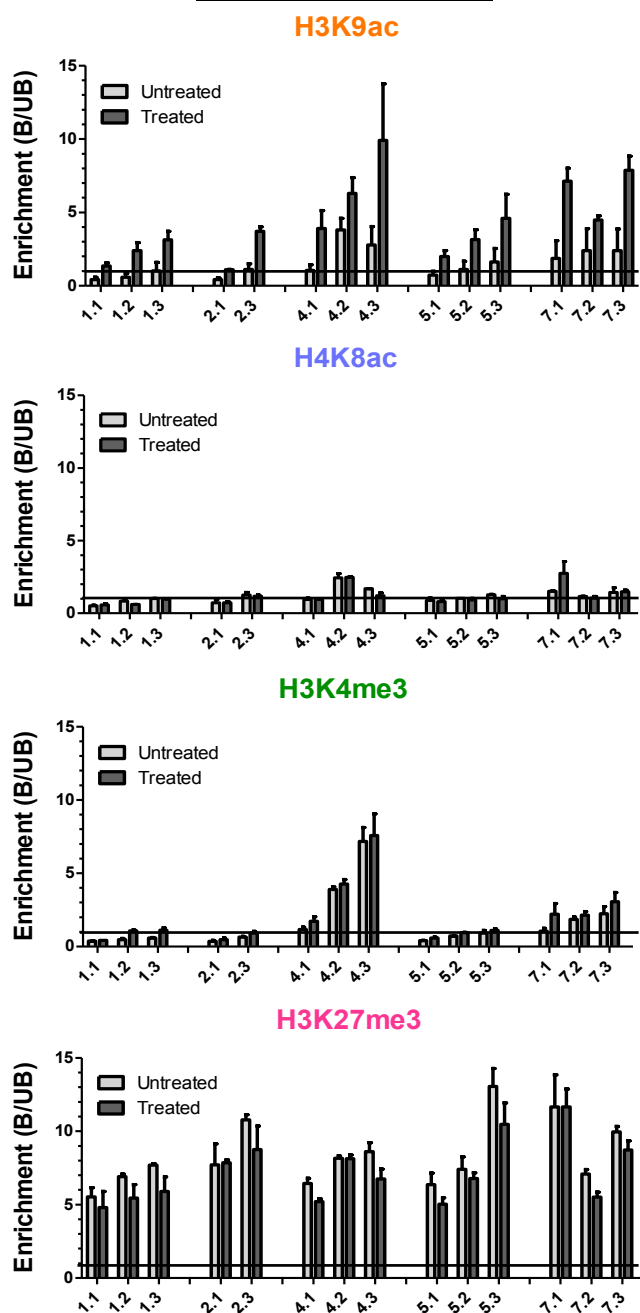 H3K9ac
Enrichment (B/UB)
15
10
5
0
Untreated
Treated
1.1 1.2 1.3 2.1 2.3 4.1 4.2 4.3 5.1 5.2 5.3 7.1 7.2 7.3
H4K8ac
Enrichment (B/UB)
15
10
5
0
Untreated
Treated
1.1 1.2 1.3 2.1 2.3 4.1 4.2 4.3 5.1 5.2 5.3 7.1 7.2 7.3
H3K4me3
Enrichment (B/UB)
15
10
5
0
Untreated
Treated
1.1 1.2 1.3 2.1 2.3 4.1 4.2 4.3 5.1 5.2 5.3 7.1 7.2 7.3
H3K27me3
Enrichment (B/UB)
15
10
5
0
Untreated
Treated
1.1 1.2 1.3 2.1 2.3 4.1 4.2 4.3 5.1 5.2 5.3 7.1 7.2 7.3